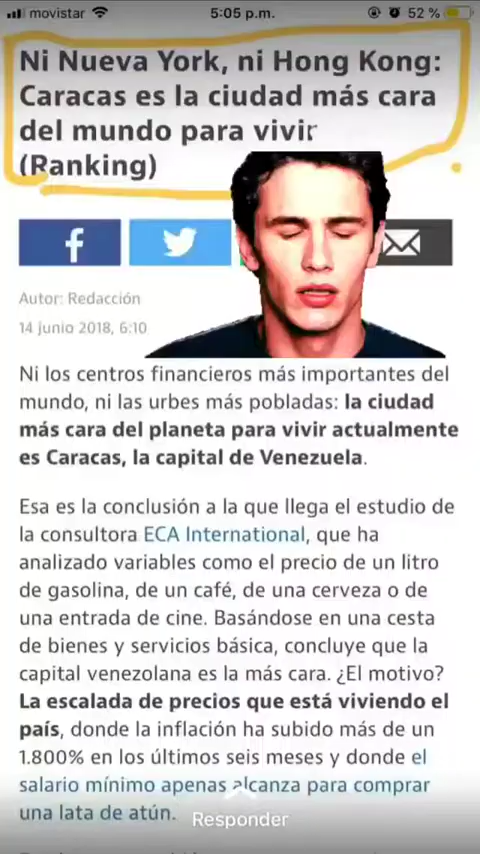 movistar 5:05 p.m. 52 %
Ni Nueva York, ni Hong Kong:
Caracas es la ciudad más cara
del mundo para vivir
(Ranking)
Autor: Redacción
14 junio 2018, 6:10
Ni los centros financieros más importantes del
mundo, ni las urbes más pobladas: la ciudad
más cara del planeta para vivir actualmente
es Caracas, la capital de Venezuela.
Esa es la conclusión a la que llega el estudio de
la consultora ECA International, que ha
analizado variables como el precio de un litro
de gasolina, de un café, de una cerveza o de
una entrada de cine. Basándose en una cesta
de bienes y servicios básica, concluye que la
capital venezolana es la más cara. ¿El motivo?
La escalada de precios que está viviendo el
país, donde la inflación ha subido más de un
1.800% en los últimos seis meses y donde el
salario mínimo apenas alcanza para comprar
una lata de atún.
Responder